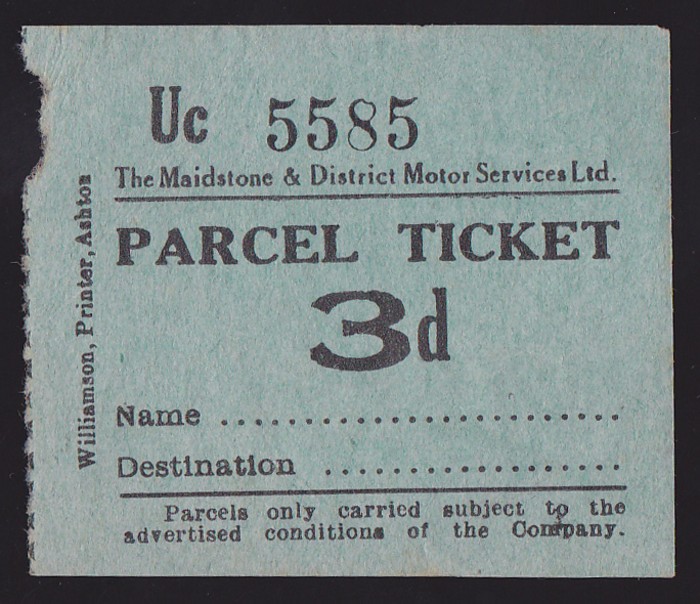 Uc 5585
The Maidstone & District Motor Services Ltd.
PARCEL TICKET
3d
Name ........................
Destination ..................
Parcels only carried subject to the
advertised conditions of the Company.
Williamson, Printer, Ashton